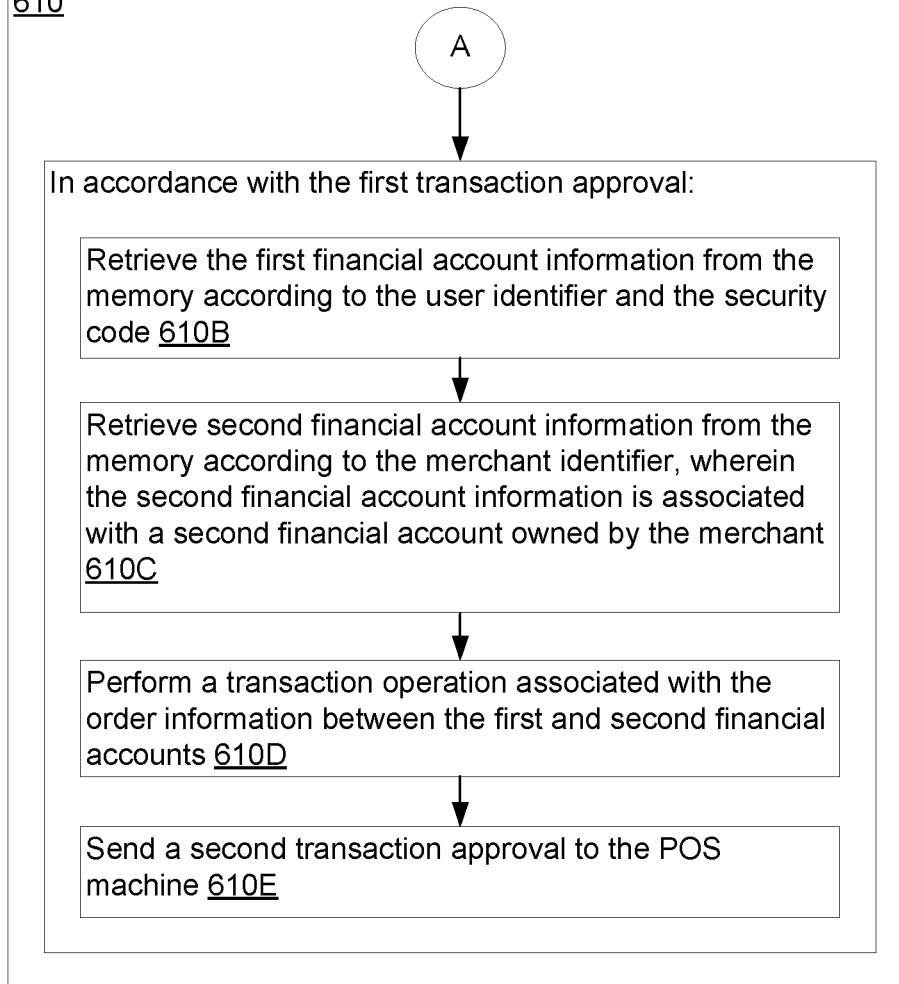 610
A
In accordance with the first transaction approval:
Retrieve the first financial account information from the
memory according to the user identifier and the security
code 610B
Retrieve second financial account information from the
memory according to the merchant identifier, wherein
the second financial account information is associated
with a second financial account owned by the merchant
610C
Perform a transaction operation associated with the
order information between the first and second financial
accounts 610D
Send a second transaction approval to the POS
machine 610E